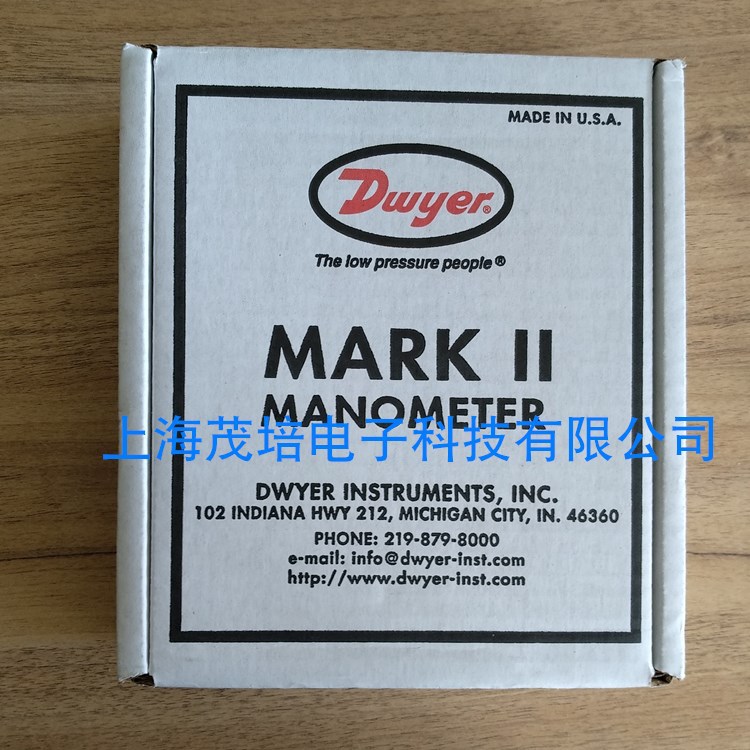 MADE IN U.S.A.
Dwyer®
The low pressure people®
MARK II
MANOMETER
上海茂培电子科技有限公司
DWYER INSTRUMENTS, INC.
102 INDIANA HWY 212, MICHIGAN CITY, IN. 46360
PHONE: 219-879-8000
e-mail: info@dwyer-inst.com
http://www.dwyer-inst.com